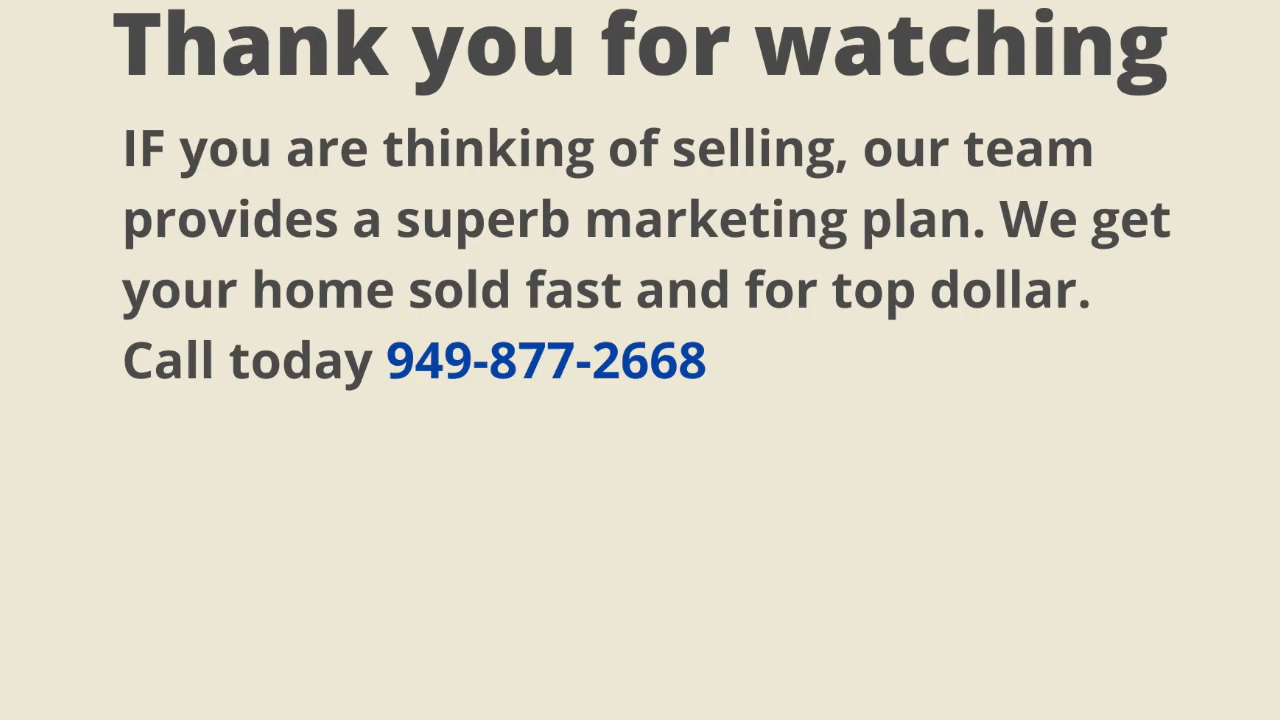 Thank you for watching
IF you are thinking of selling, our team
provides a superb marketing plan. We get
your home sold fast and for top dollar.
Call today 949-877-2668